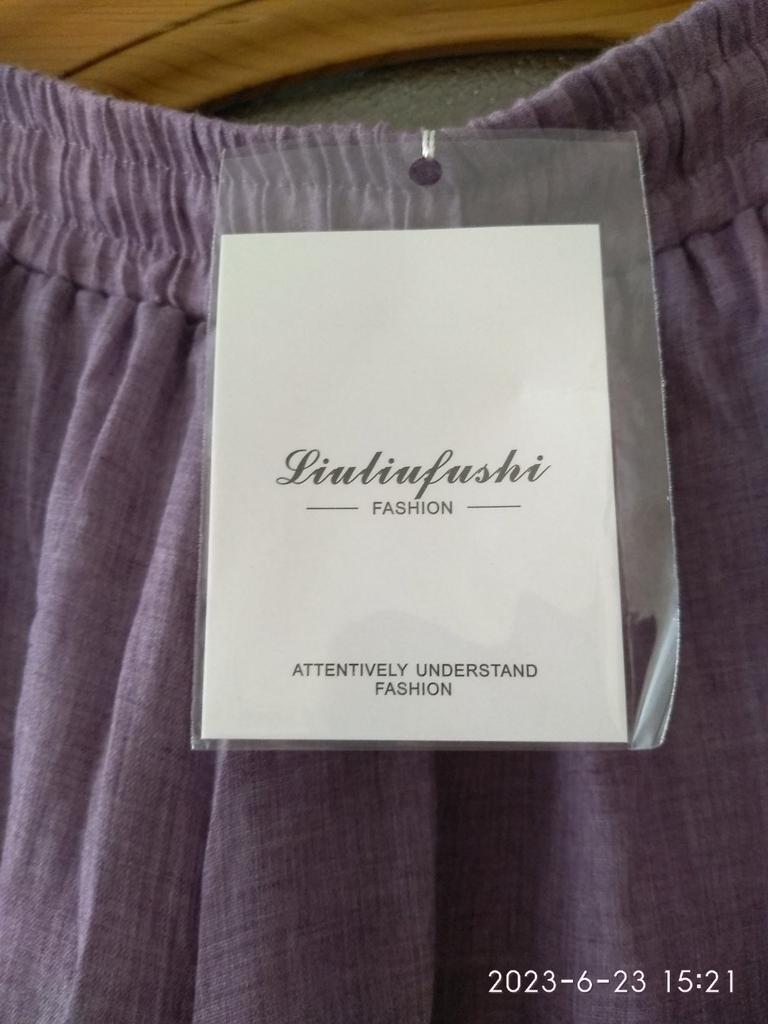 Liuliufushi
FASHION
ATTENTIVELY UNDERSTAND
FASHION
2023-6-23 15:21